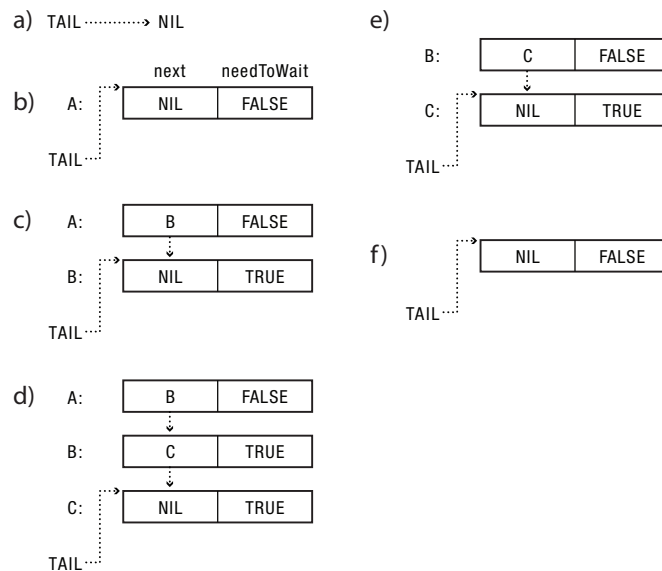 a) TAIL NIL
next needToWait
b) A: NIL FALSE
TAIL
c) A: B FALSE
B: NIL TRUE
TAIL
d) A: B FALSE
B: C TRUE
C: NIL TRUE
TAIL
e)
B: C FALSE
C: NIL TRUE
TAIL
f) NIL FALSE
TAIL